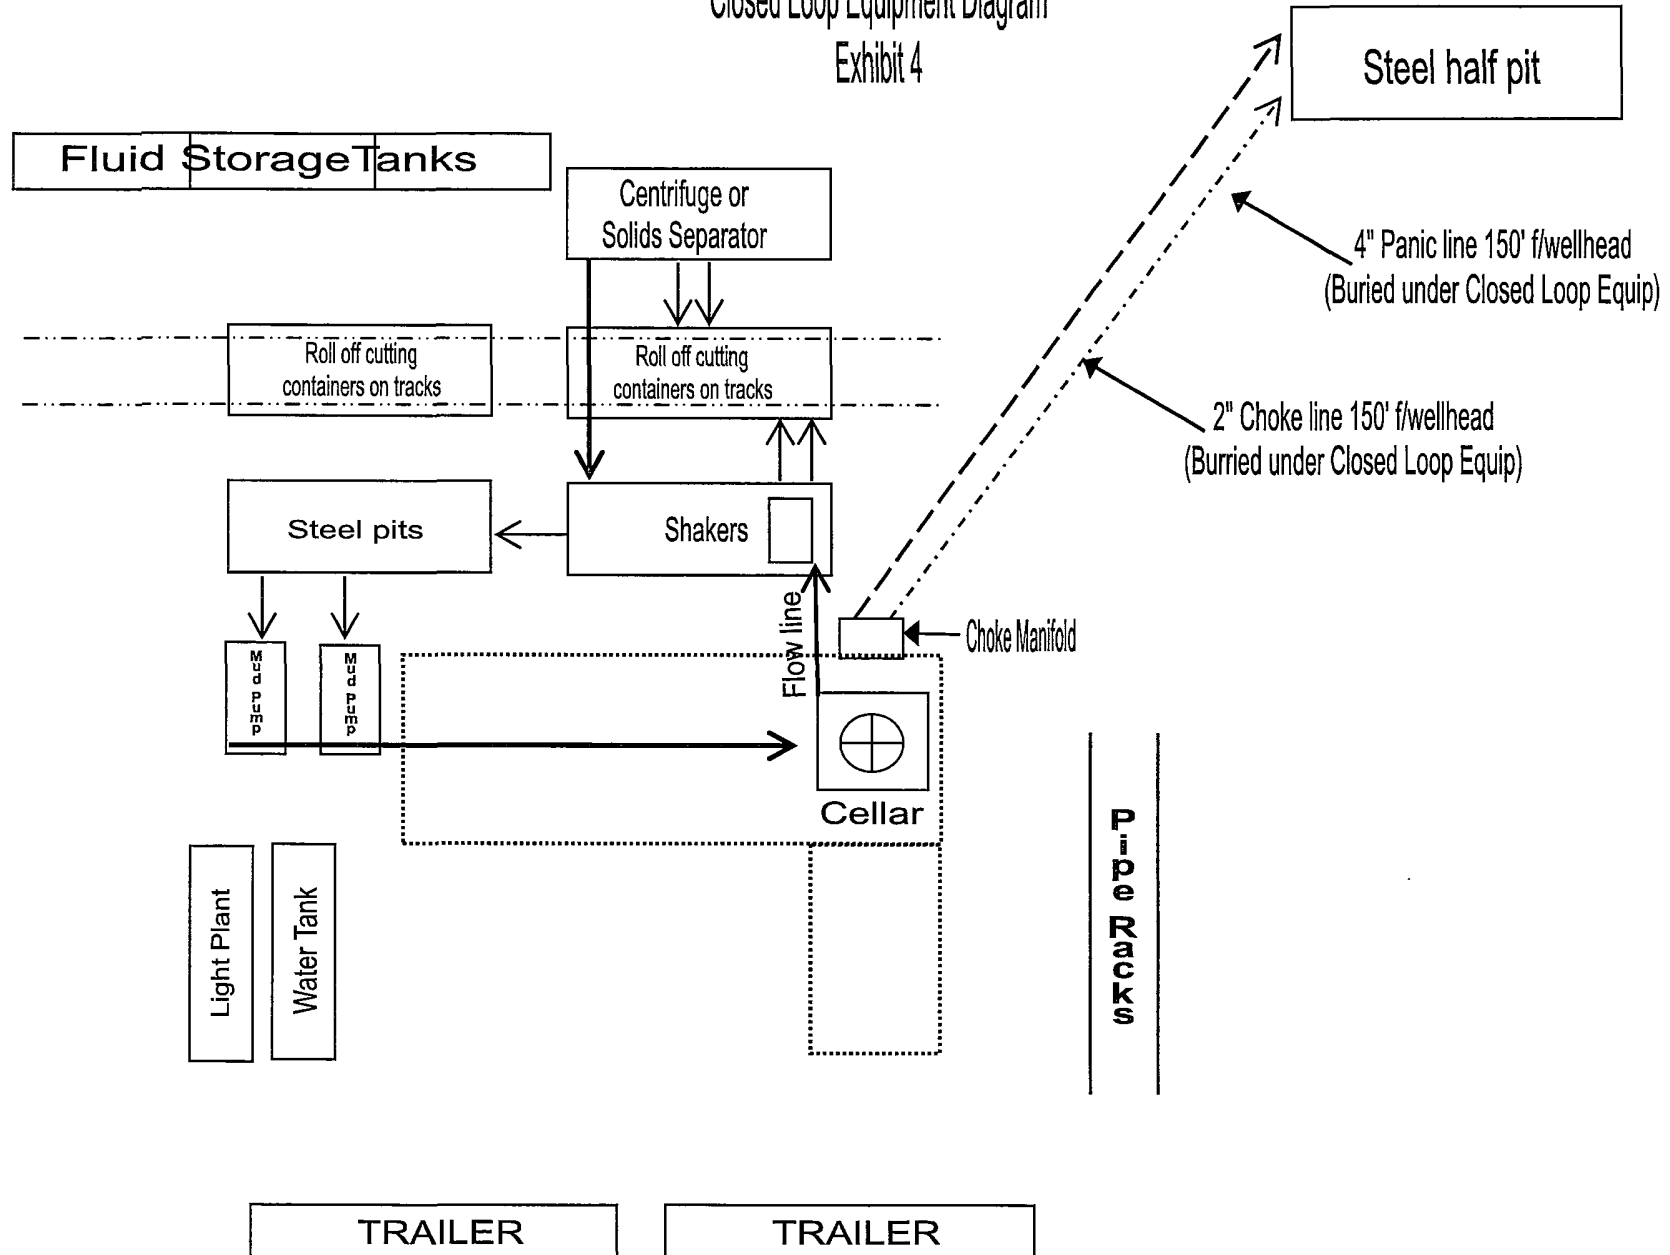 Closed Loop Equipment Diagram
Exhibit 4
Steel half pit
Fluid StorageTanks
Centrifuge or
Solids Separator
4" Panic line 150' f/wellhead
(Buried under Closed Loop Equip)
Roll off cutting
containers on tracks
Roll off cutting
containers on tracks
2" Choke line 150' f/wellhead
(Burried under Closed Loop Equip)
Steel pits
Shakers
Flow line
Choke Manifold
Mud Pump
Mud Pump
Cellar
Pipe Racks
Light Plant
Water Tank
TRAILER
TRAILER